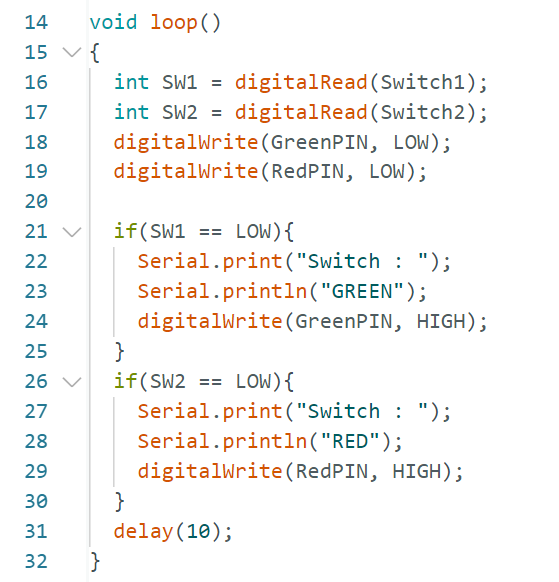 14 void loop()
15 {
16   int SW1 = digitalRead(Switch1);
17   int SW2 = digitalRead(Switch2);
18   digitalWrite(GreenPIN, LOW);
19   digitalWrite(RedPIN, LOW);
20
21   if(SW1 == LOW){
22     Serial.print("Switch : ");
23     Serial.println("GREEN");
24     digitalWrite(GreenPIN, HIGH);
25   }
26   if(SW2 == LOW){
27     Serial.print("Switch : ");
28     Serial.println("RED");
29     digitalWrite(RedPIN, HIGH);
30   }
31   delay(10);
32 }